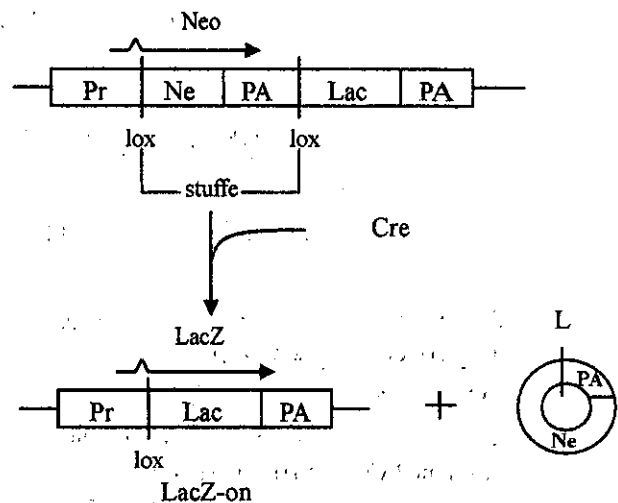 Neo
Pr Ne PA Lac PA
lox lox
stuffe
Cre
LacZ
L
Pr Lac PA + PA
Ne
lox
LacZ-on